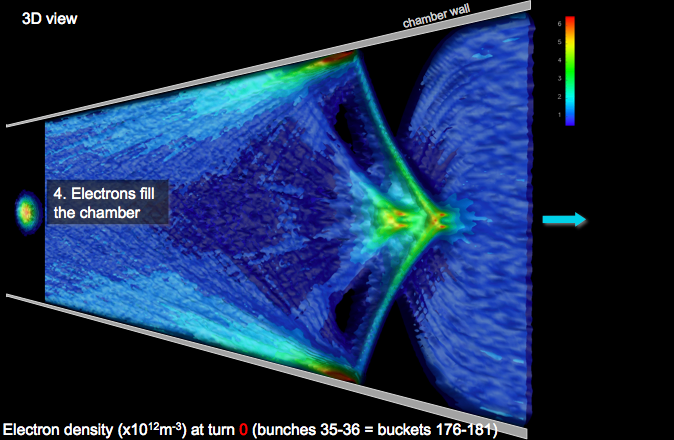 3D view
chamber wall
6
5
4
3
2
1
4. Electrons fill
the chamber
Electron density (x10¹²m⁻³) at turn 0 (bunches 35-36 = buckets 176-181)